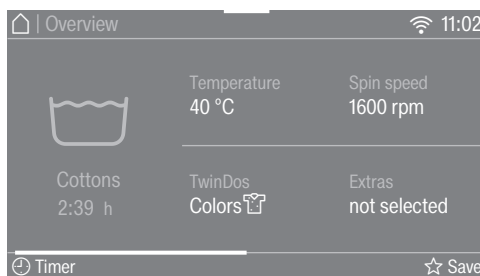 | Overview 11:02
Temperature
40 °C
Spin speed
1600 rpm
Cottons
2:39 h
TwinDos
Colors
Extras
not selected
Timer
Save